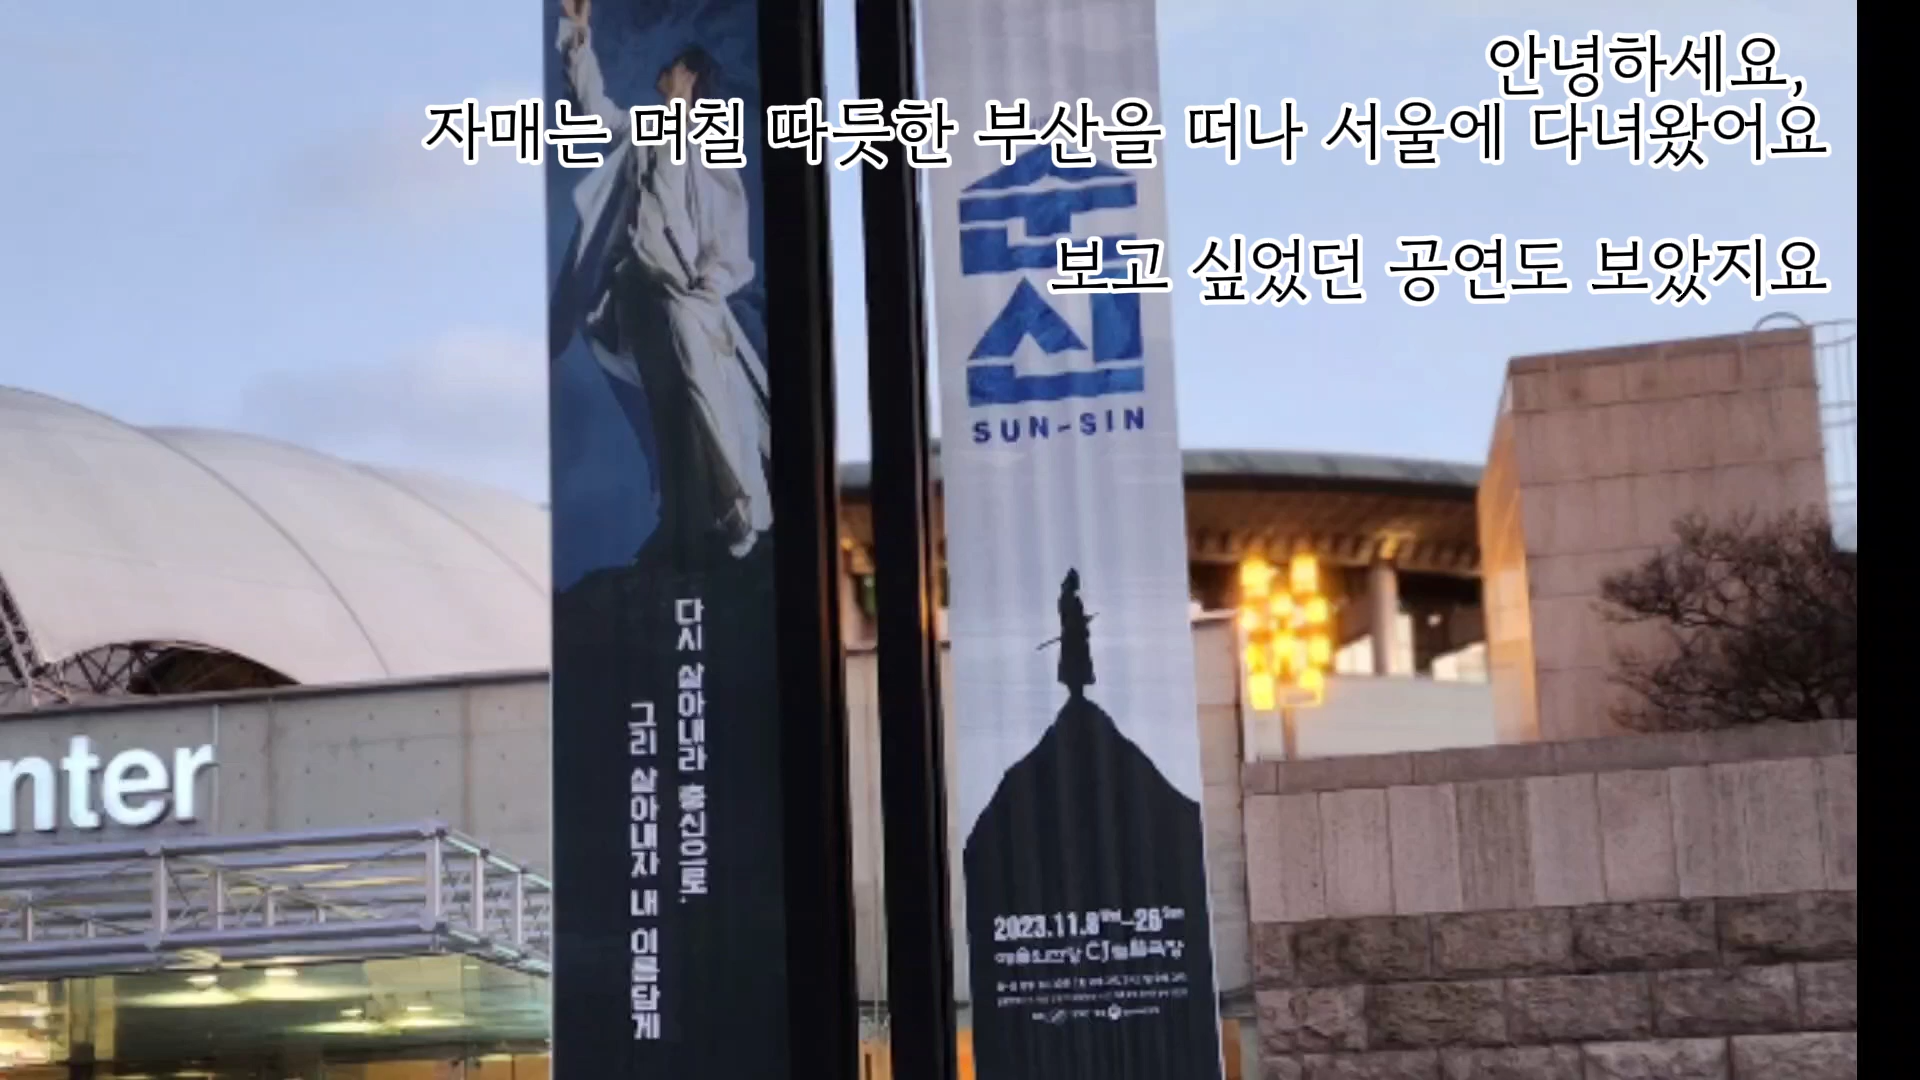 안녕하세요,
자매는 며칠 따듯한 부산을 떠나 서울에 다녀왔어요
보고 싶었던 공연도 보았지요
순신
SUN-SIN
다시 살아내라 충신으로.
그리 살아내자 내 이름답게
nter
2023.11.8 Wed–26 Sun
예술의전당 CJ토월극장